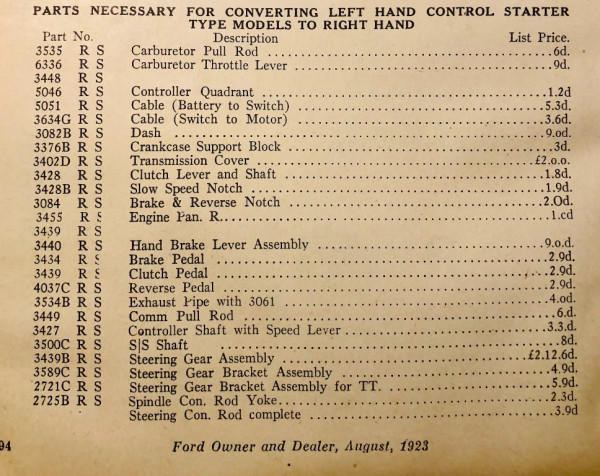 PARTS NECESSARY FOR CONVERTING LEFT HAND CONTROL STARTER
TYPE MODELS TO RIGHT HAND
Part No. Description List Price.
3535 R S Carburetor Pull Rod 6d.
6336 R S Carburetor Throttle Lever 9d.
3448 R S
5046 R S Controller Quadrant 1.2d
5051 R S Cable (Battery to Switch) 5.3d.
3634G R S Cable (Switch to Motor) 3.6d.
3082B R S Dash 9.0d.
3376B R S Crankcase Support Block 3d.
3402D R S Transmission Cover £2.0.0.
3428 R S Clutch Lever and Shaft 1.8d.
3428B R S Slow Speed Notch 1.9d.
3084 R S Brake & Reverse Notch 2.0d.
3455 R S Engine Pan. R. 1.cd
3439 R S
3440 R S Hand Brake Lever Assembly 9.o.d.
3434 R S Brake Pedal 2.9d.
3439 R S Clutch Pedal 2.9d.
4037C R S Reverse Pedal 2.9d.
3534B R S Exhaust Pipe with 3061 4.od.
3449 R S Comm Pull Rod 6.d.
3427 R S Controller Shaft with Speed Lever 3.3.d.
3500C R S S|S Shaft 8d.
3439B R S Steering Gear Assembly £2.12.6d.
3589C R S Steering Gear Bracket Assembly 4.9d.
2721C R S Steering Gear Bracket Assembly for TT. 5.9d.
2725B R S Spindle Con. Rod Yoke 2.3d.
Steering Con. Rod complete 3.9d
94 Ford Owner and Dealer, August, 1923